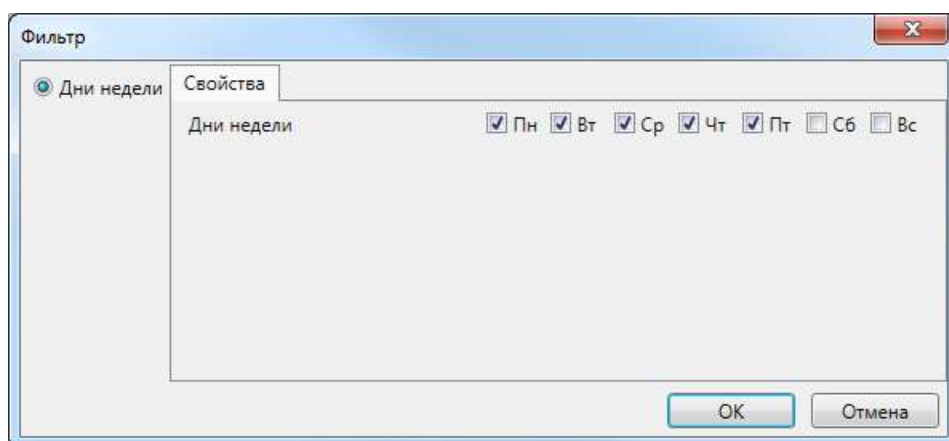 Фильтр
Дни недели
Свойства
Дни недели Пн Вт Ср Чт Пт Сб Вс
OK Отмена